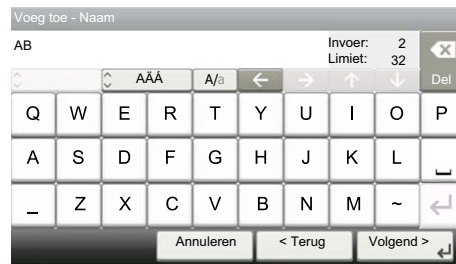 Voeg toe - Naam
AB
Invoer: 2
Limiet: 32
AÄÁ A/a ← → ↑ ↓ Del
Q W E R T Y U I O P
A S D F G H J K L
_ Z X C V B N M ~
Annuleren < Terug Volgend >